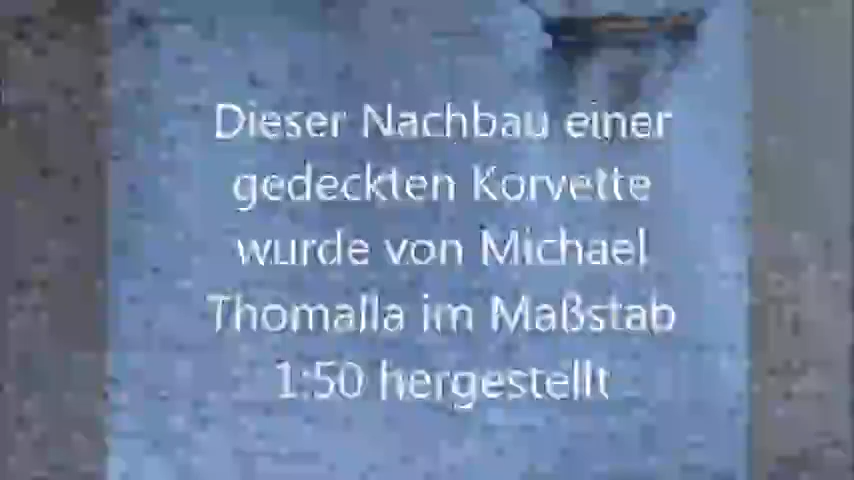 Dieser Nachbau einer
gedeckten Korvette
wurde von Michael
Thomalla im Maßstab
1:50 hergestellt